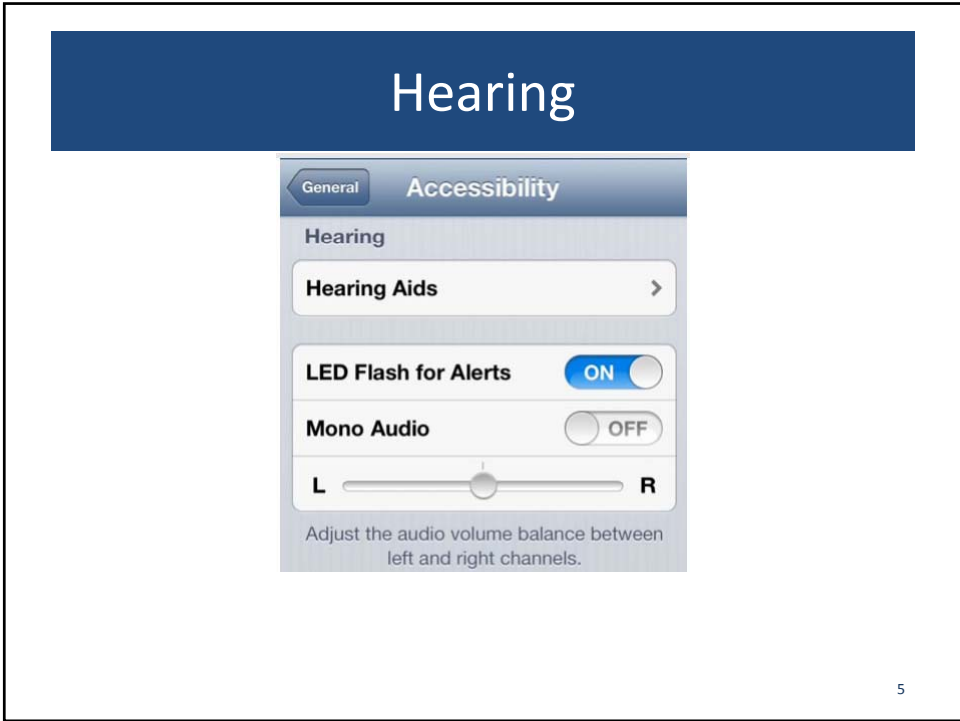 Hearing
General Accessibility
Hearing
Hearing Aids
LED Flash for Alerts ON
Mono Audio OFF
L R
Adjust the audio volume balance between
left and right channels.
5